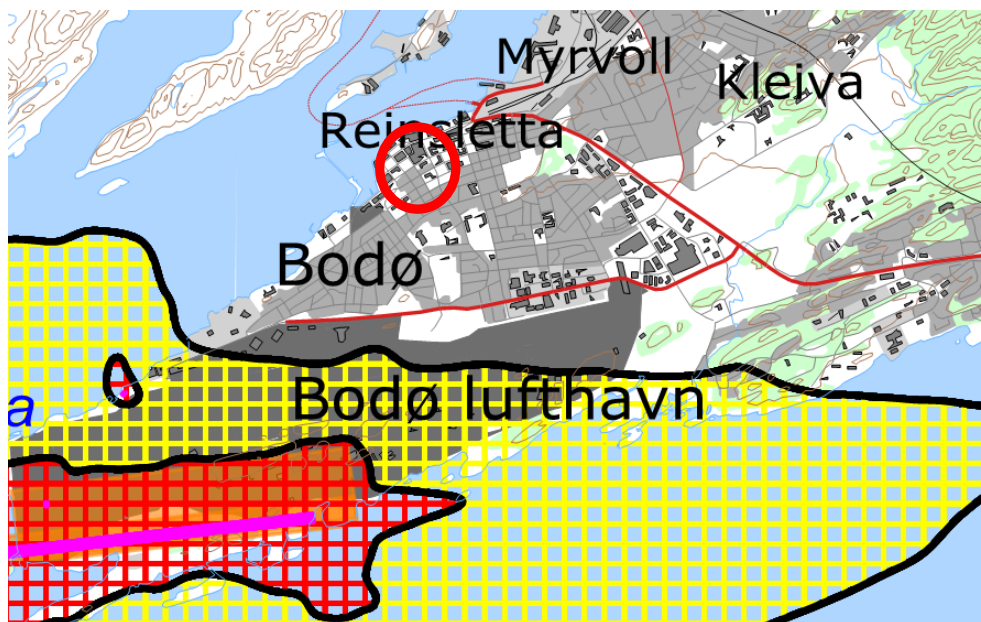 Myrvoll
Kleiva
Reinsletta
Bodø
Bodø lufthavn
a